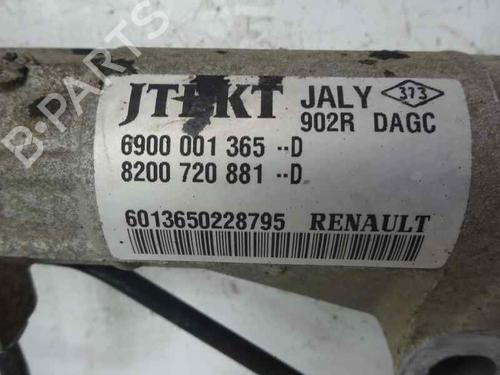 JTEKT JALY 373
902R DAGC
6900 001 365 --D
8200 720 881 --D
6013650228795 RENAULT
B-PARTS